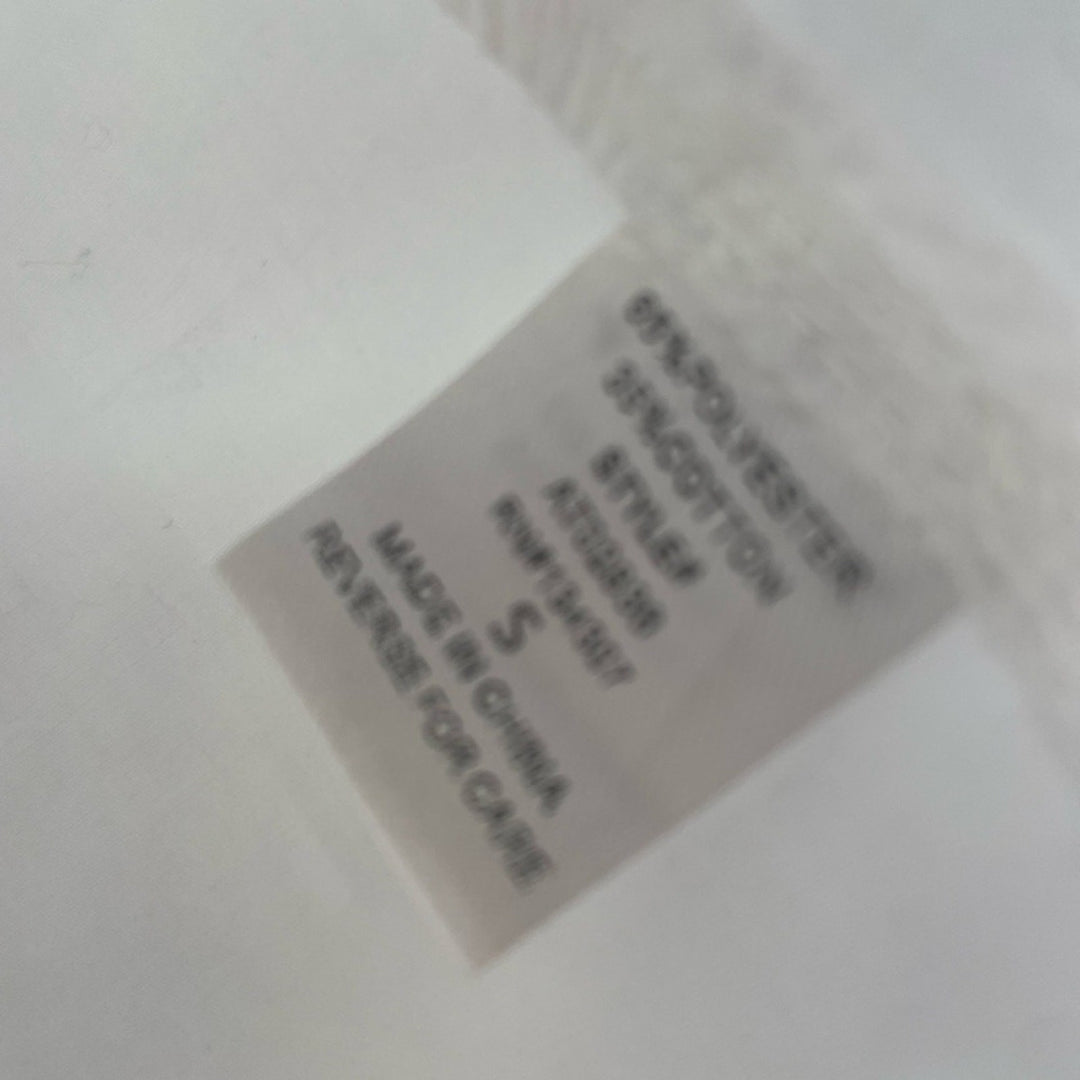 65%POLYESTER
35%COTTON
STYLE#
S
MADE IN CHINA
REVERSE FOR CARE